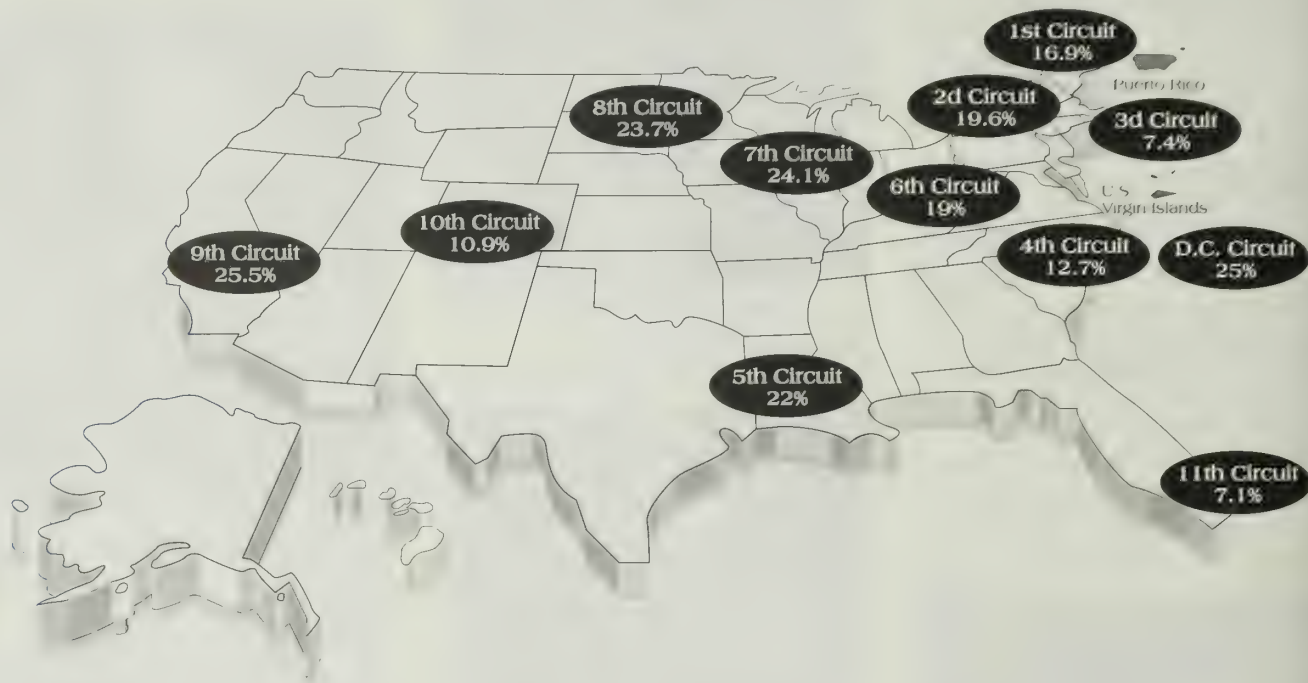 1st Circuit
16.9%
Puerto Rico
2d Circuit
19.6%
3d Circuit
7.4%
8th Circuit
23.7%
7th Circuit
24.1%
6th Circuit
19%
U.S.
Virgin Islands
10th Circuit
10.9%
9th Circuit
25.5%
4th Circuit
12.7%
D.C. Circuit
25%
5th Circuit
22%
11th Circuit
7.1%